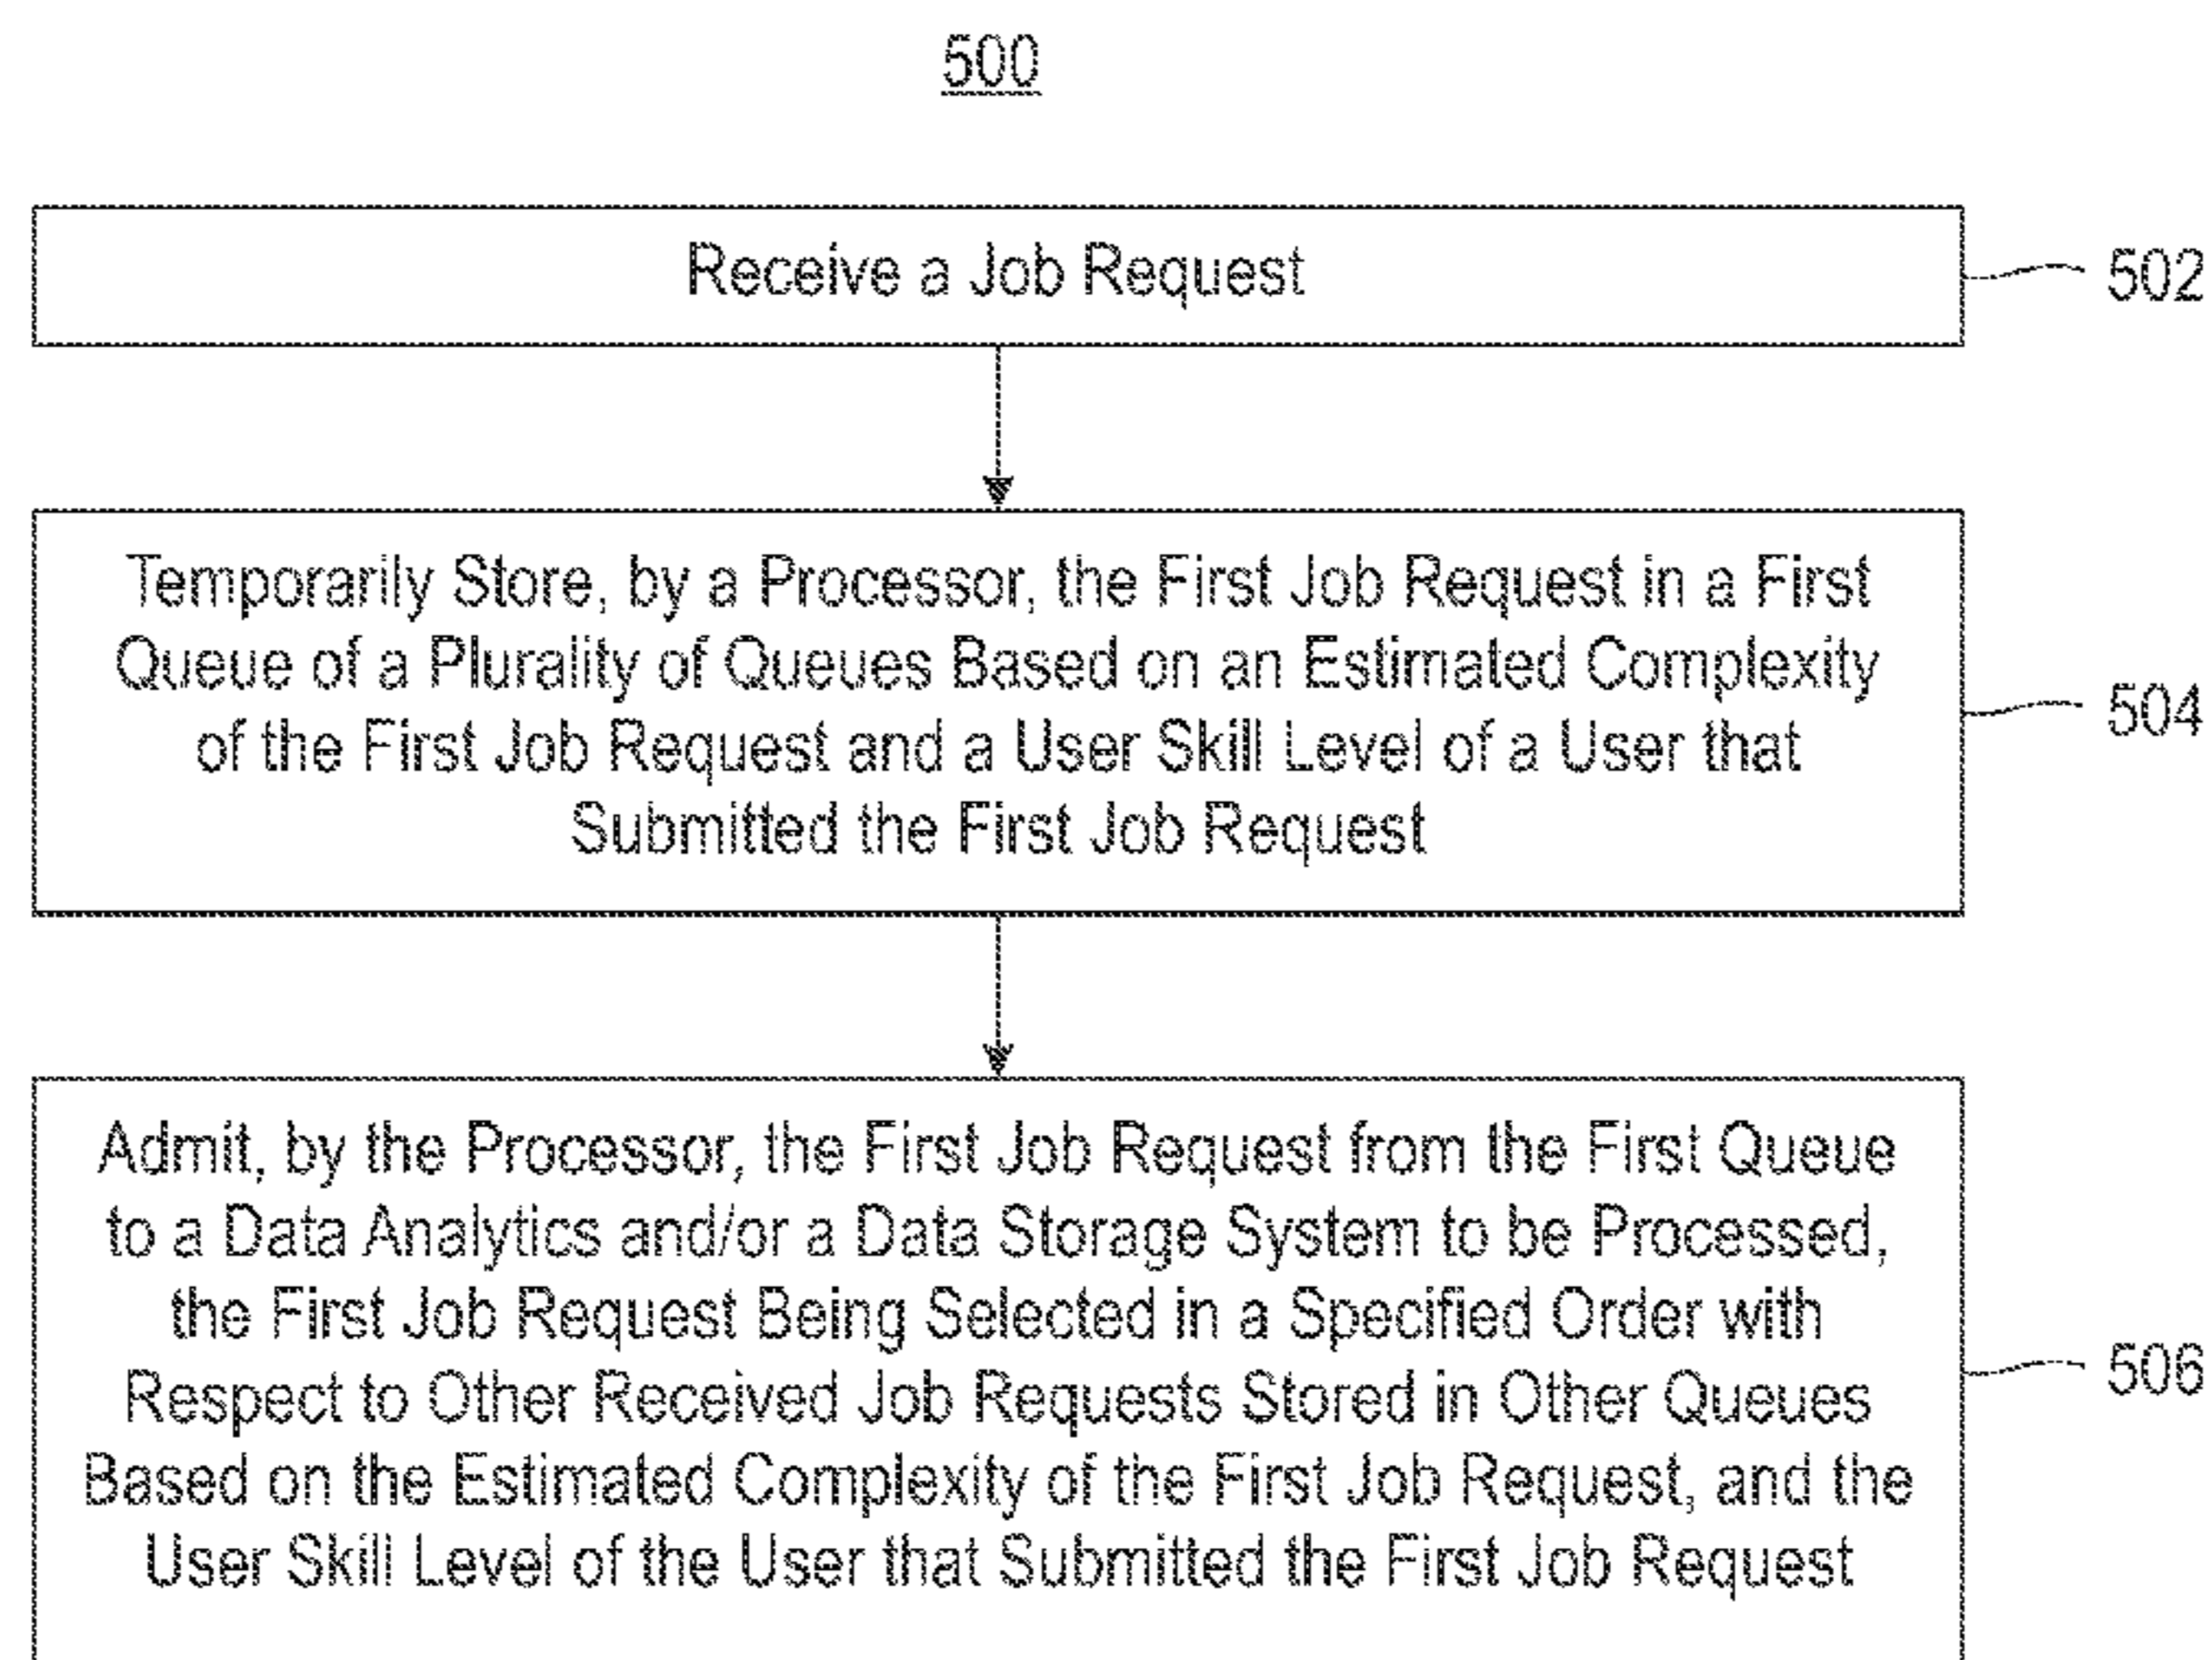 500
Receive a Job Request
502
Temporarily Store, by a Processor, the First Job Request in a First
Queue of a Plurality of Queues Based on an Estimated Complexity
of the First Job Request and a User Skill Level of a User that
Submitted the First Job Request
504
Admit, by the Processor, the First Job Request from the First Queue
to a Data Analytics and/or a Data Storage System to be Processed,
the First Job Request Being Selected in a Specified Order with
Respect to Other Received Job Requests Stored in Other Queues
Based on the Estimated Complexity of the First Job Request, and the
User Skill Level of the User that Submitted the First Job Request
506